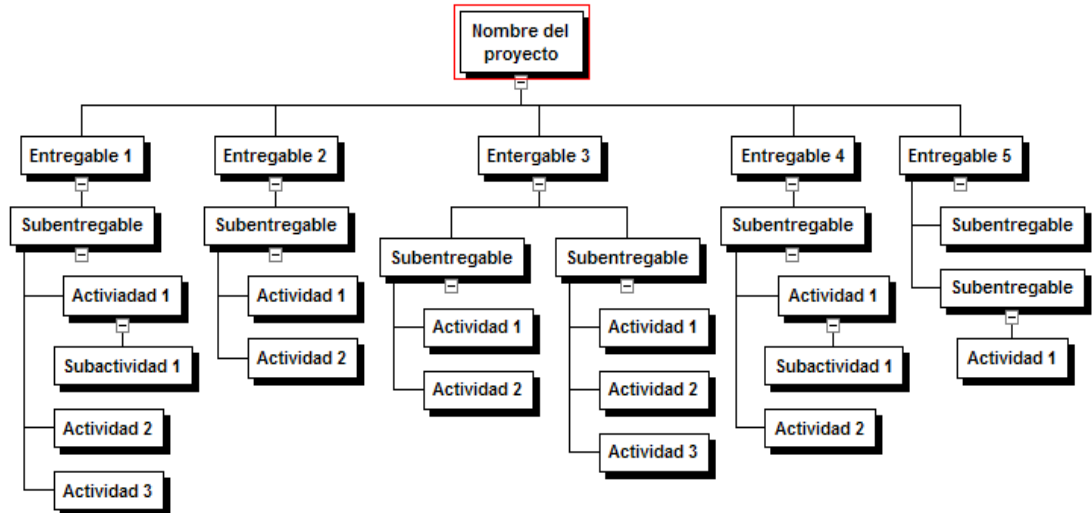 Nombre del
proyecto
Entregable 1
Entregable 2
Entergable 3
Entregable 4
Entregable 5
Subentregable
Subentregable
Subentregable
Subentregable
Subentregable
Subentregable
Subentregable
Activiadad 1
Subactividad 1
Actividad 2
Actividad 3
Actividad 1
Actividad 2
Actividad 1
Actividad 2
Actividad 1
Actividad 2
Actividad 3
Actividad 1
Subactividad 1
Actividad 2
Actividad 1